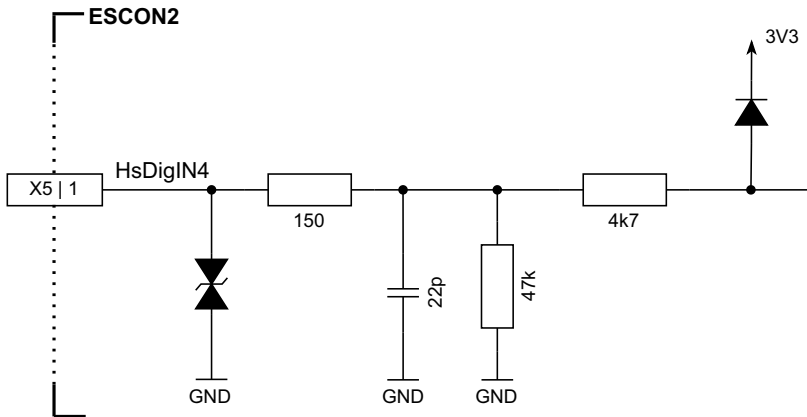 ESCON2
3V3
X5 | 1
HsDigIN4
150
4k7
22p
47k
GND
GND
GND